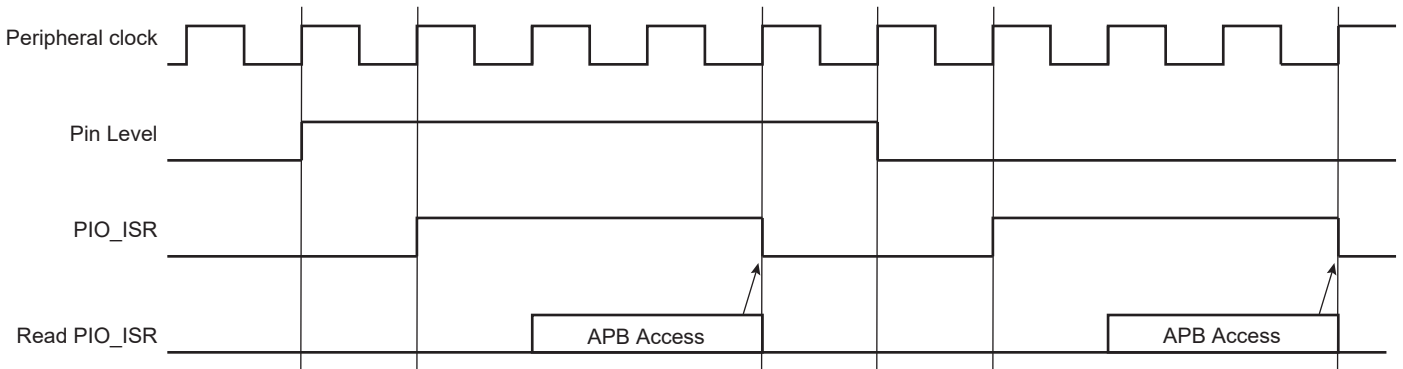 Peripheral clock
Pin Level
PIO_ISR
Read PIO_ISR
APB Access
APB Access